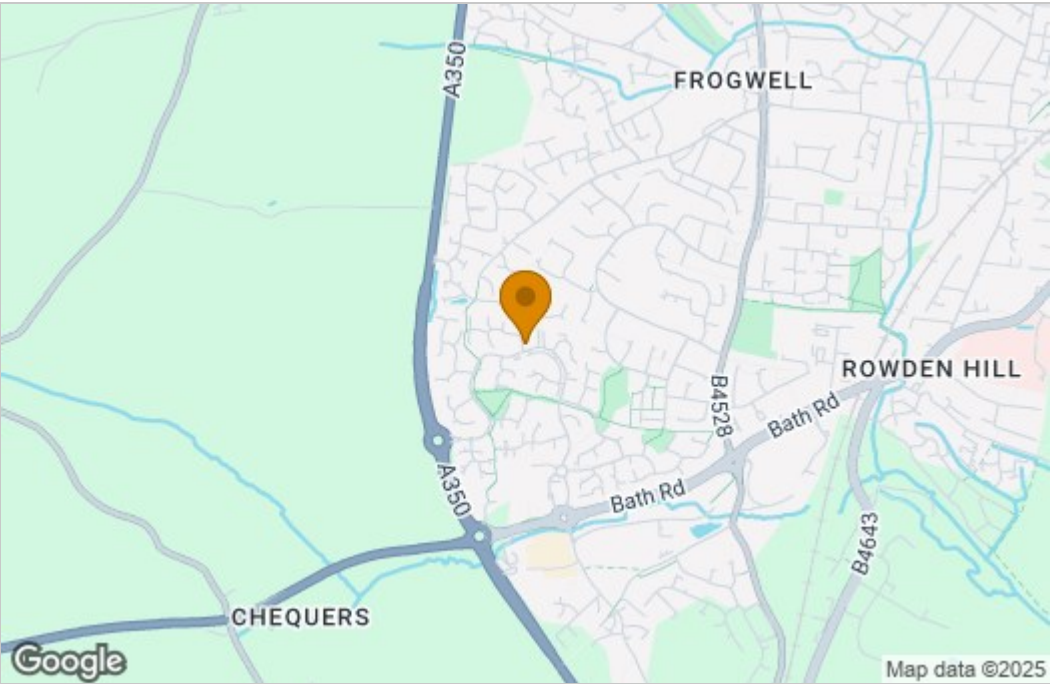 A350
FROGWELL
ROWDEN HILL
B4528
Bath Rd
A350
Bath Rd
B4643
CHEQUERS
Google
Map data ©2025